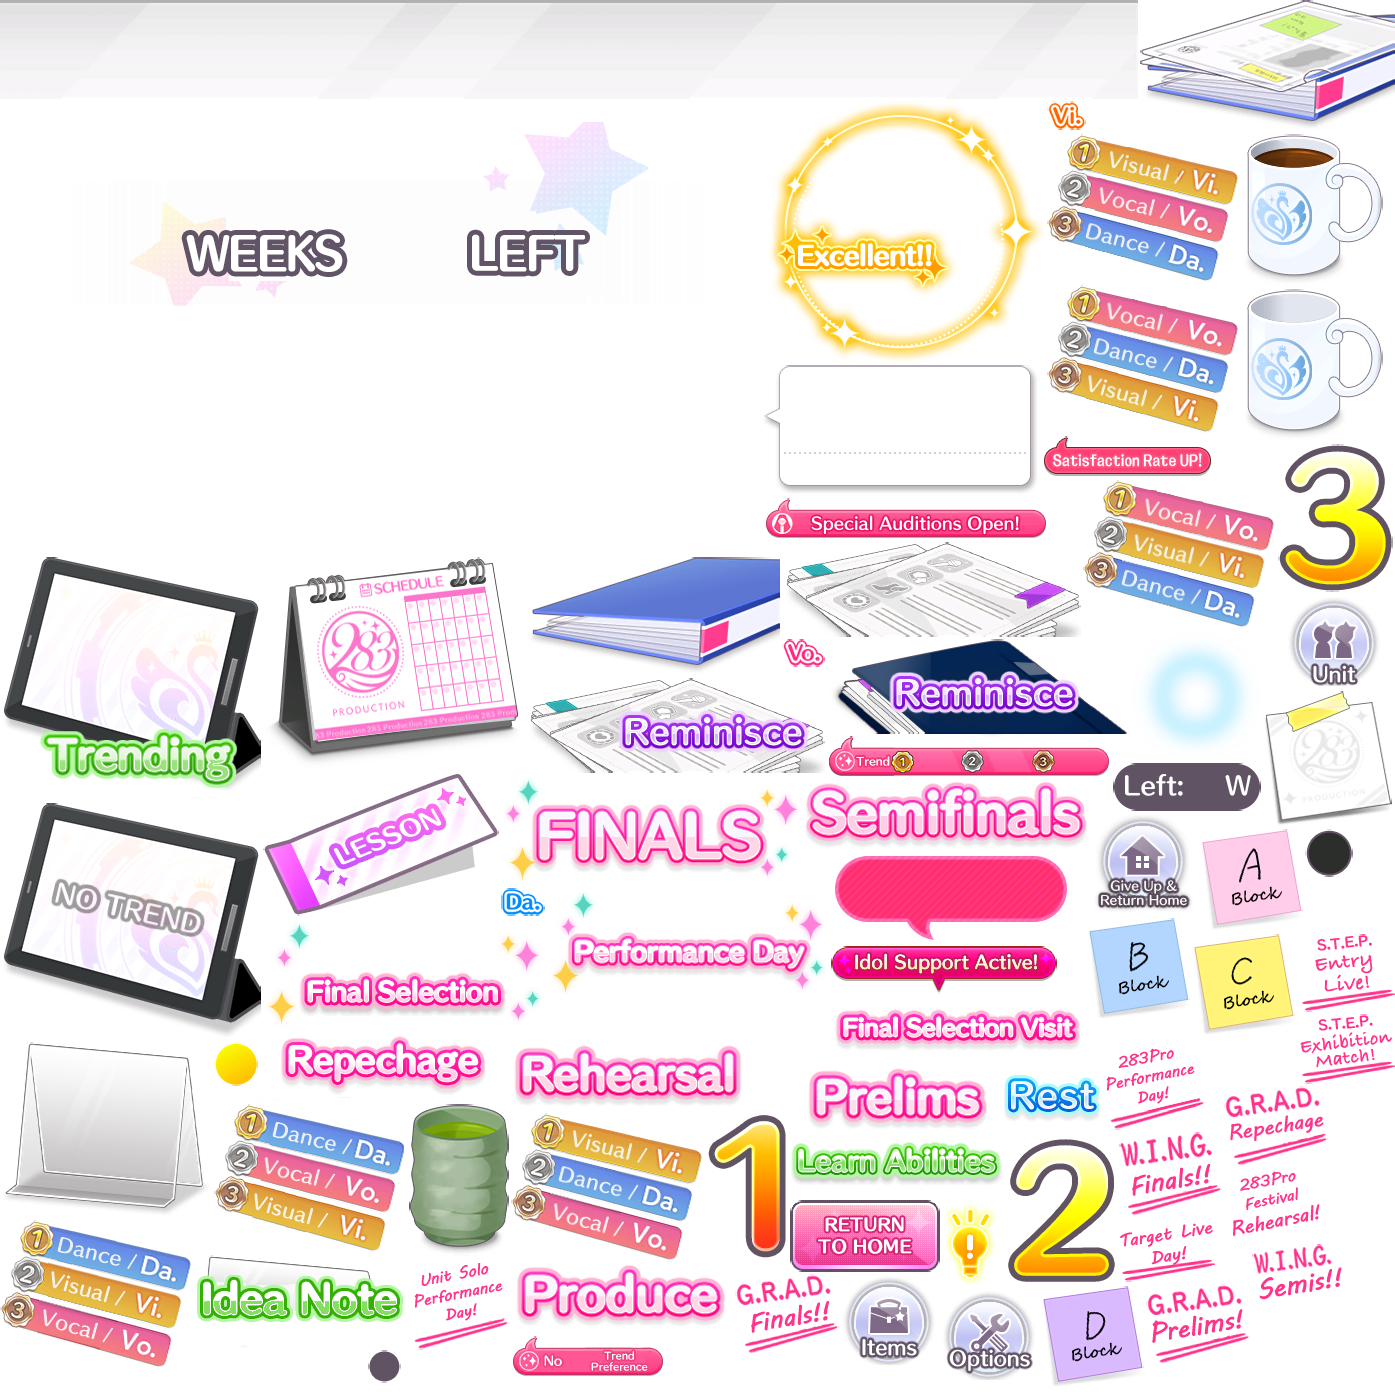 WEEKS LEFT
Excellent!!
Vi.
1 Visual / Vi.
2 Vocal / Vo.
3 Dance / Da.
1 Vocal / Vo.
2 Dance / Da.
3 Visual / Vi.
Satisfaction Rate UP!
Special Auditions Open!
1 Vocal / Vo.
2 Visual / Vi.
3 Dance / Da.
3
Unit
Trending
SCHEDULE
283
PRODUCTION
283 Production 283 Production 283
Reminisce
Vo.
Reminisce
Trend 1 2 3
Left: W
283
PRODUCTION
NO TREND
LESSON
FINALS
Semifinals
Da.
Performance Day
Idol Support Active!
Give Up &
Return Home
A
Block
B
Block
C
Block
S.T.E.P.
Entry
Live!
Final Selection
Final Selection Visit
S.T.E.P.
Exhibition
Match!
Repechage
Rehearsal
Prelims
Rest
283Pro
Performance
Day!
G.R.A.D.
Repechage
1 Dance / Da.
2 Vocal / Vo.
3 Visual / Vi.
1 Visual / Vi.
2 Dance / Da.
3 Vocal / Vo.
1
Learn Abilities
2
W.I.N.G.
Finals!!
283Pro
Festival
Rehearsal!
RETURN
TO HOME
Target Live
Day!
W.I.N.G.
Semis!!
1 Dance / Da.
2 Visual / Vi.
3 Vocal / Vo.
Idea Note
Unit Solo
Performance
Day!
Produce
G.R.A.D.
Finals!!
Items
Options
D
Block
G.R.A.D.
Prelims!
No Trend
Preference